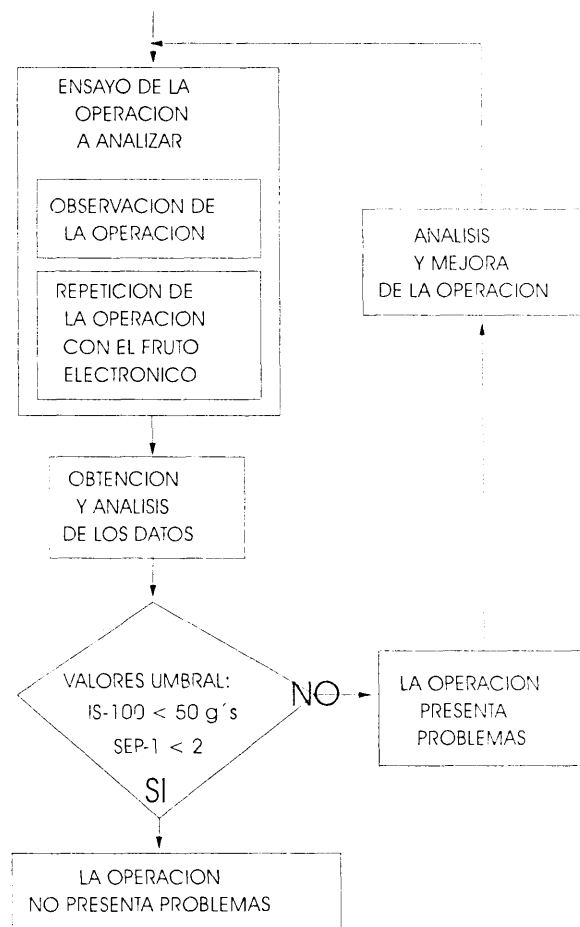 ENSAYO DE LA
OPERACION
A ANALIZAR
OBSERVACION DE
LA OPERACION
REPETICION DE
LA OPERACION
CON EL FRUTO
ELECTRONICO
OBTENCION
Y ANALISIS
DE LOS DATOS
VALORES UMBRAL:
IS-100 < 50 g´s
SEP-1 < 2
NO
SI
LA OPERACION
PRESENTA
PROBLEMAS
ANALISIS
Y MEJORA
DE LA OPERACION
LA OPERACION
NO PRESENTA PROBLEMAS